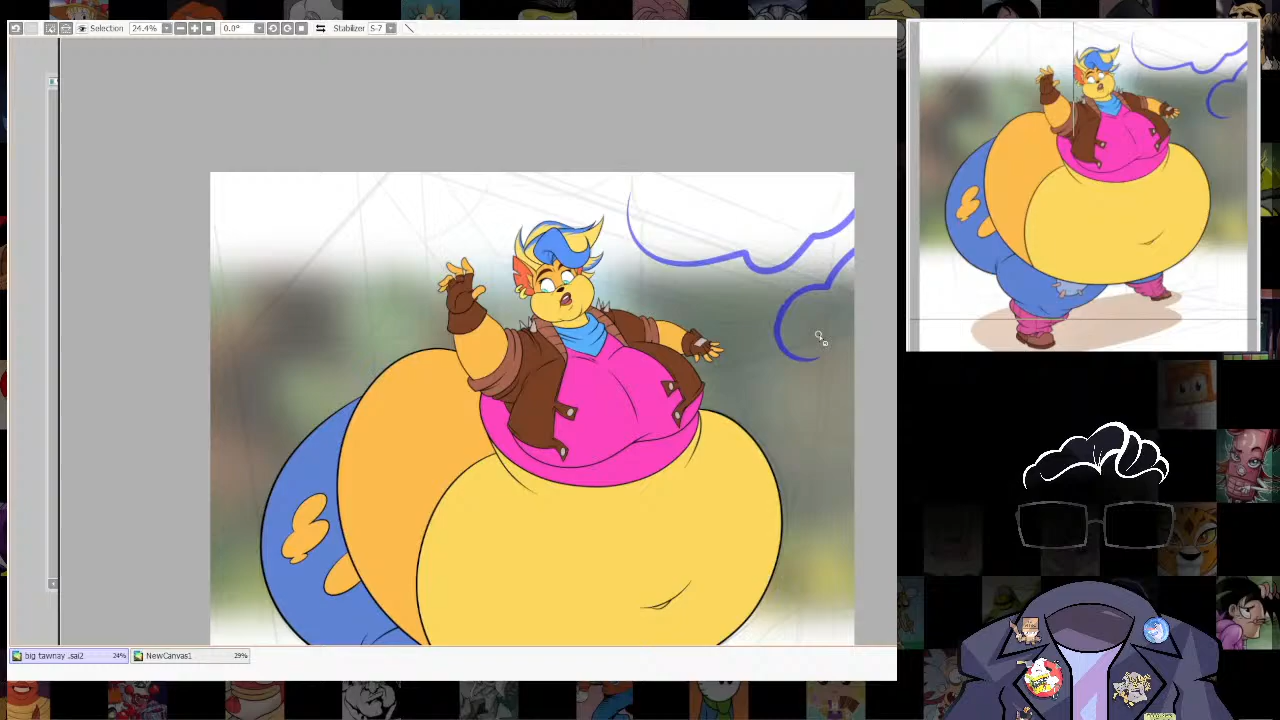 Selection 24.4% 0.0° Stabilizer S-7
big tawnay .sai2 24% NewCanvas1 29%